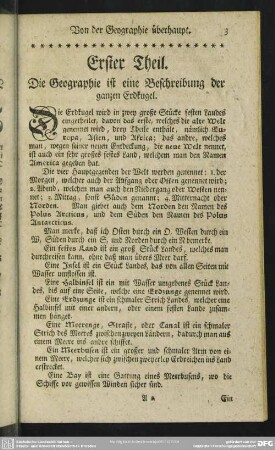 Von der Geographie überhaupt. 3
Erster Theil.
Die Geographie ist eine Beschreibung der
ganzen Erdkugel.
Die Erdkugel wird in zwey große Stücke festen Landes
eingetheilet, davon das erste, welches die alte Welt
genennet wird, drey Theile enthält, nämlich Eu-
ropa, Asien, und Africa; das andre, welches
man, wegen seiner neuen Entdeckung, die neue Welt nennet,
ist auch ein sehr großes festes Land, welchem man den Namen
America gegeben hat.
Die vier Hauptgegenden der Welt werden genennet: 1. der
Morgen, welcher auch der Aufgang oder Osten genennet wird;
2. Abend, welchen man auch den Niedergang oder Westen nen-
net; 3. Mittag, sonst Süden genannt; 4. Mitternacht oder
Norden. Man giebet auch dem Norden den Namen des
Polus Arcticus, und dem Süden den Namen des Polus
Antarcticus.
Man merke, daß ich Osten durch ein O. Westen durch ein
W. Süden durch ein S. und Norden durch ein N bemerke.
Ein festes Land ist ein groß Stück Landes, welches man
durchreisen kann, ohne daß man übers Meer darf.
Eine Insel ist ein Stück Landes, das von allen Seiten mit
Wasser umflossen ist.
Eine Halbinsel ist ein mit Wasser umgebenes Stück Lan-
des, bis auf eine Seite, welche eine Erdzunge genennet wird.
Eine Erdzunge ist ein schmaler Strich Landes, welcher eine
Halbinsel mit einer andern, oder einem festen Lande zusam-
men hänget.
Eine Meerenge, Straße, oder Canal ist ein schmaler
Strich des Meeres zwischen zweyen Ländern, dadurch man aus
einem Meere ins andre schiffet.
Ein Meerbusen ist ein großer und schmaler Arm von ei-
nem Meere, welcher sich zwischen zweyerley Erdreichen ins Land
erstrecket.
Eine Bay ist eine Gattung eines Meerbusens, wo die
Schiffe vor gewissen Winden sicher sind.
A 2 Ein